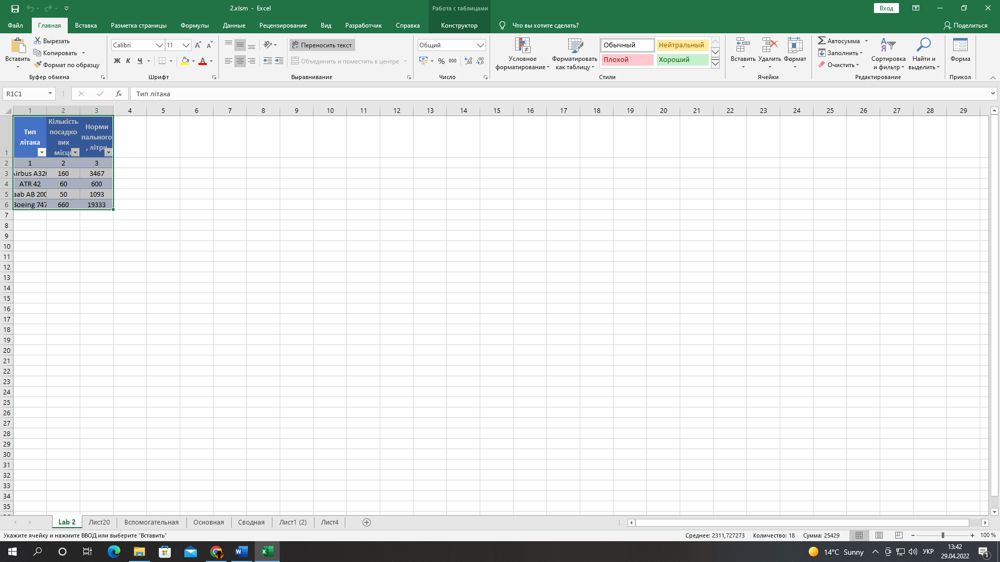 2.xlsm - Excel
Работа с таблицами
Вход
Файл Главная Вставка Разметка страницы Формулы Данные Рецензирование Вид Разработчик Справка Конструктор Что вы хотите сделать? Поделиться
Вставить
Вырезать
Копировать
Формат по образцу
Буфер обмена
Calibri 11
Ж К Ч
Шрифт
Переносить текст
Объединить и поместить в центре
Выравнивание
Общий
% 000
Число
Условное форматирование
Форматировать как таблицу
Обычный Нейтральный
Плохой Хороший
Стили
Вставить Удалить Формат
Ячейки
Автосумма
Заполнить
Очистить
Сортировка и фильтр
Найти и выделить
Редактирование
Форма
Прикол
R1C1 fx Тип літака
1 2 3 4 5 6 7 8 9 10 11 12 13 14 15 16 17 18 19 20 21 22 23 24 25 26 27 28 29
1 Тип літака Кількість посадко вих місць Норми пального , літри
2 1 2 3
3 Airbus A320 160 3467
4 ATR 42 60 600
5 aab AB 200 50 1093
6 Boeing 747 660 19333
7
8
9
10
11
12
13
14
15
16
17
18
19
20
21
22
23
24
25
26
27
28
29
30
31
32
33
34
35
Lab 2 Лист20 Вспомогательная Основная Сводная Лист1 (2) Лист4
Укажите ячейку и нажмите ВВОД или выберите "Вставить"
Среднее: 2311,727273 Количество: 18 Сумма: 25429 100 %
14°C Sunny УКР 13:42
29.04.2022
1